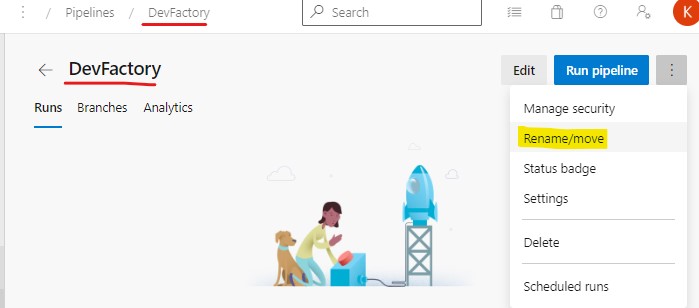 / Pipelines / DevFactory Search K
DevFactory Edit Run pipeline
Runs Branches Analytics
Manage security
Rename/move
Status badge
Settings
Delete
Scheduled runs